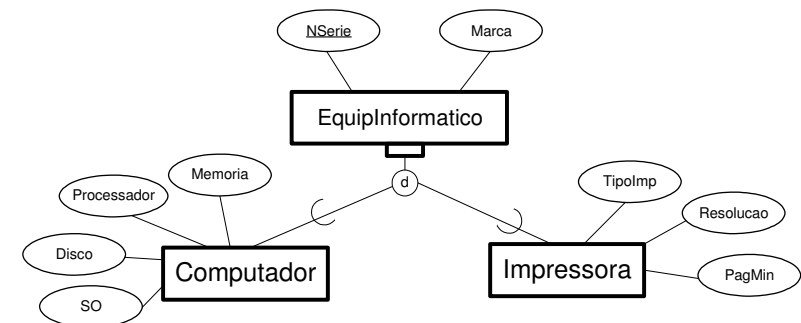 NSerie
Marca
EquipInformatico
d
Memoria
Processador
TipoImp
Resolucao
Disco
Computador
Impressora
PagMin
SO